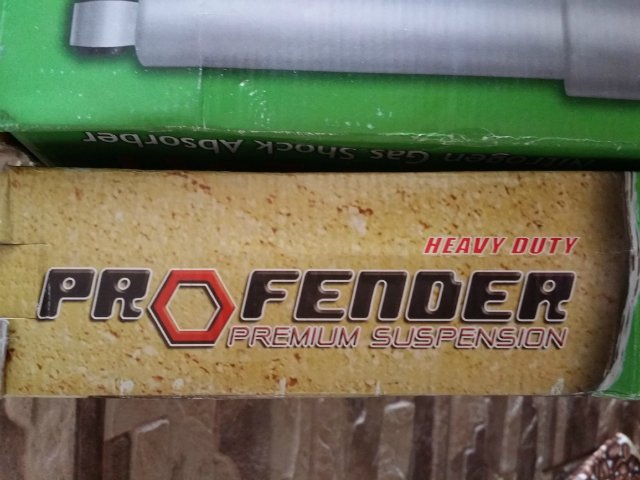 Nitrogen Gas Shock Absorber
HEAVY DUTY
PROFENDER
PREMIUM SUSPENSION